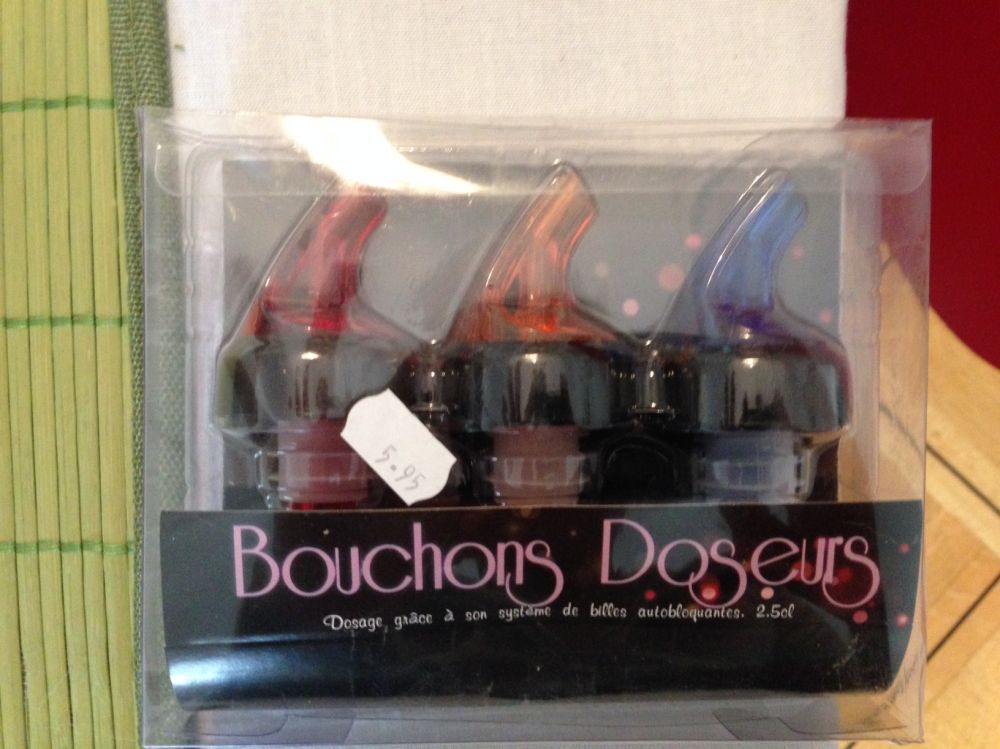 5.95
Bouchons Doseurs
Dosage grâce à son système de billes autobloquantes. 2.5cl